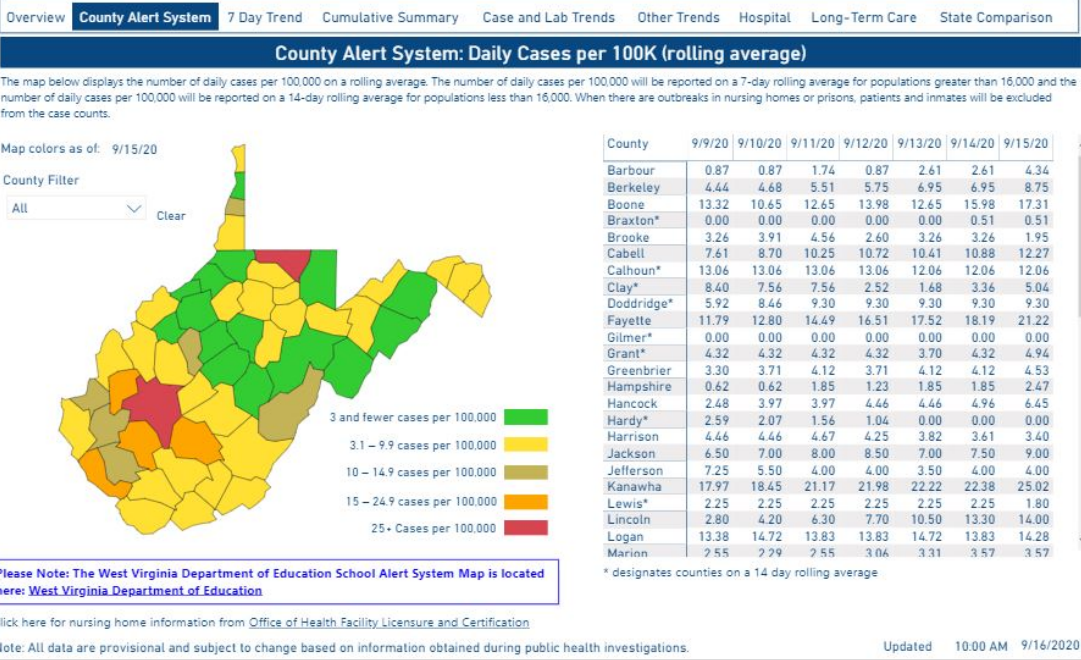 Overview County Alert System 7 Day Trend Cumulative Summary Case and Lab Trends Other Trends Hospital Long-Term Care State Comparison
County Alert System: Daily Cases per 100K (rolling average)
The map below displays the number of daily cases per 100,000 on a rolling average. The number of daily cases per 100,000 will be reported on a 7-day rolling average for populations greater than 16,000 and the
number of daily cases per 100,000 will be reported on a 14-day rolling average for populations less than 16,000. When there are outbreaks in nursing homes or prisons, patients and inmates will be excluded
from the case counts.
Map colors as of: 9/15/20
County Filter
All
Clear
3 and fewer cases per 100,000
3.1 – 9.9 cases per 100,000
10 – 14.9 cases per 100,000
15 – 24.9 cases per 100,000
25+ Cases per 100,000
County 9/9/20 9/10/20 9/11/20 9/12/20 9/13/20 9/14/20 9/15/20
Barbour 0.87 0.87 1.74 0.87 2.61 2.61 4.34
Berkeley 4.44 4.68 5.51 5.75 6.95 6.95 8.75
Boone 13.32 10.65 12.65 13.98 12.65 15.98 17.31
Braxton* 0.00 0.00 0.00 0.00 0.00 0.51 0.51
Brooke 3.26 3.91 4.56 2.60 3.26 3.26 1.95
Cabell 7.61 8.70 10.25 10.72 10.41 10.88 12.27
Calhoun* 13.06 13.06 13.06 13.06 12.06 12.06 12.06
Clay* 8.40 7.56 7.56 2.52 1.68 3.36 5.04
Doddridge* 5.92 8.46 9.30 9.30 9.30 9.30 9.30
Fayette 11.79 12.80 14.49 16.51 17.52 18.19 21.22
Gilmer* 0.00 0.00 0.00 0.00 0.00 0.00 0.00
Grant* 4.32 4.32 4.32 4.32 3.70 4.32 4.94
Greenbrier 3.30 3.71 4.12 3.71 4.12 4.12 4.53
Hampshire 0.62 0.62 1.85 1.23 1.85 1.85 2.47
Hancock 2.48 3.97 3.97 4.46 4.46 4.96 6.45
Hardy* 2.59 2.07 1.56 1.04 0.00 0.00 0.00
Harrison 4.46 4.46 4.67 4.25 3.82 3.61 3.40
Jackson 6.50 7.00 8.00 8.50 7.00 7.50 9.00
Jefferson 7.25 5.50 4.00 4.00 3.50 4.00 4.00
Kanawha 17.97 18.45 21.17 21.98 22.22 22.38 25.02
Lewis* 2.25 2.25 2.25 2.25 2.25 2.25 1.80
Lincoln 2.80 4.20 6.30 7.70 10.50 13.30 14.00
Logan 13.38 14.72 13.83 13.83 14.72 13.83 14.28
Marion 2.55 2.29 2.55 3.06 3.31 3.57 3.57
* designates counties on a 14 day rolling average
Please Note: The West Virginia Department of Education School Alert System Map is located
here: West Virginia Department of Education
lick here for nursing home information from Office of Health Facility Licensure and Certification
Note: All data are provisional and subject to change based on information obtained during public health investigations.
Updated 10:00 AM 9/16/2020